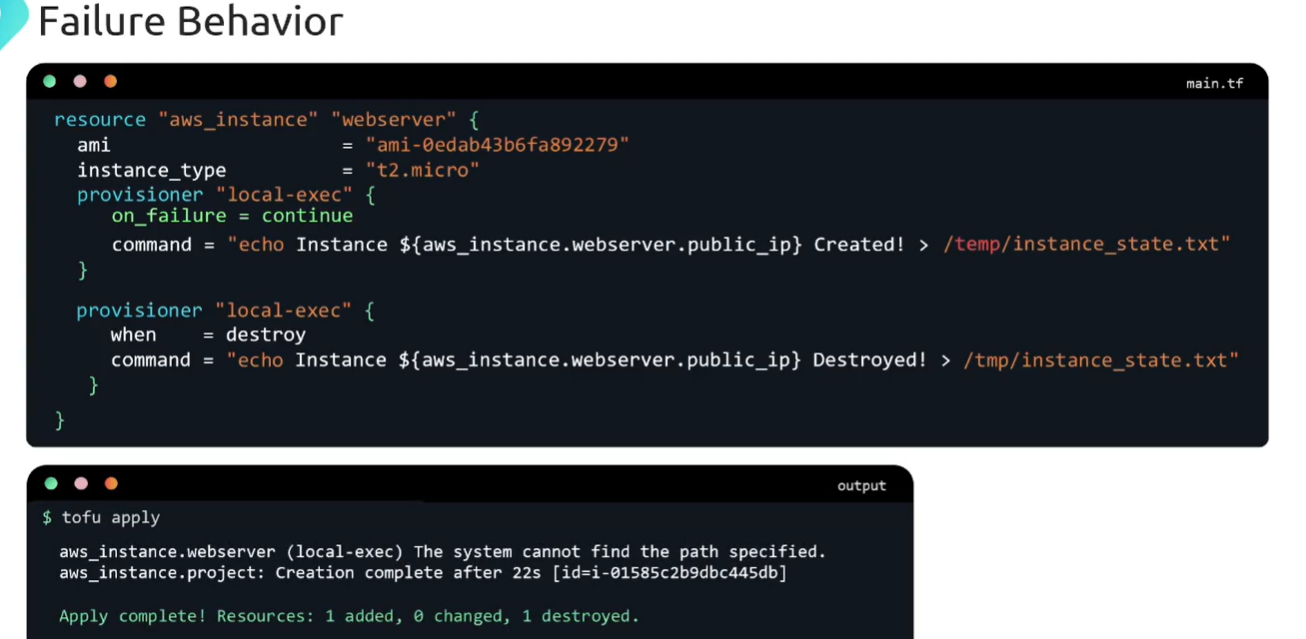 Failure Behavior
main.tf
resource "aws_instance" "webserver" {
ami = "ami-0edab43b6fa892279"
instance_type = "t2.micro"
provisioner "local-exec" {
on_failure = continue
command = "echo Instance ${aws_instance.webserver.public_ip} Created! > /temp/instance_state.txt"
}
provisioner "local-exec" {
when = destroy
command = "echo Instance ${aws_instance.webserver.public_ip} Destroyed! > /tmp/instance_state.txt"
}
}
output
$ tofu apply
aws_instance.webserver (local-exec) The system cannot find the path specified.
aws_instance.project: Creation complete after 22s [id=i-01585c2b9dbc445db]
Apply complete! Resources: 1 added, 0 changed, 1 destroyed.